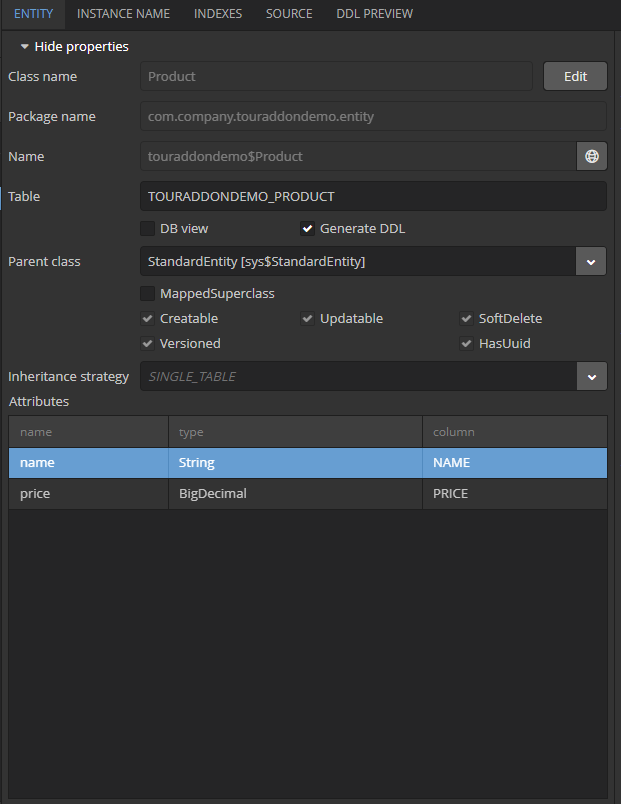 ENTITY INSTANCE NAME INDEXES SOURCE DDL PREVIEW
Hide properties
Class name Product Edit
Package name com.company.touraddondemo.entity
Name touraddondemo$Product
Table TOURADDONDEMO_PRODUCT
DB view Generate DDL
Parent class StandardEntity [sys$StandardEntity]
MappedSuperclass
Creatable Updatable SoftDelete
Versioned HasUuid
Inheritance strategy SINGLE_TABLE
Attributes
name type column
name String NAME
price BigDecimal PRICE